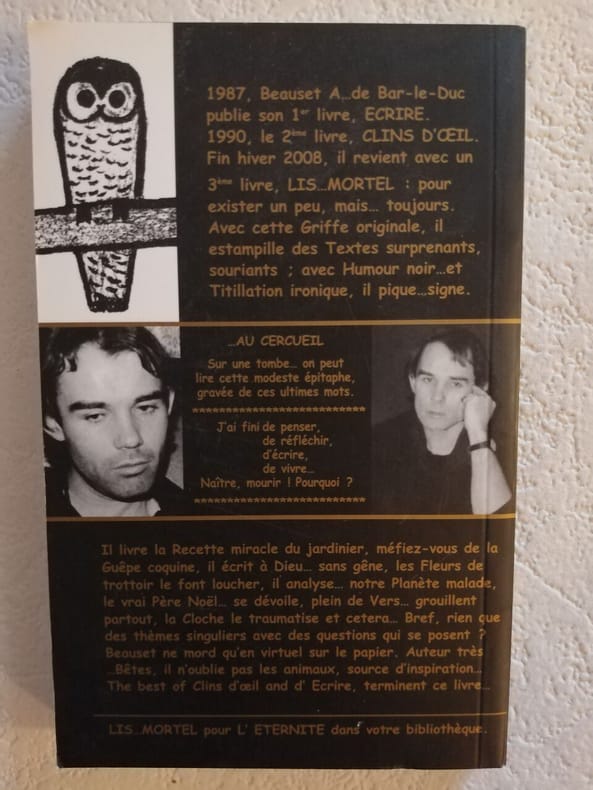 1987, Beauset A...de Bar-le-Duc
publie son 1er livre, ECRIRE.
1990, le 2ème livre, CLINS D'ŒIL.
Fin hiver 2008, il revient avec un
3ème livre, LIS...MORTEL : pour
exister un peu, mais... toujours.
Avec cette Griffe originale, il
estampille des Textes surprenants,
souriants ; avec Humour noir...et
Titillation ironique, il pique...signe.
...AU CERCUEIL
Sur une tombe... on peut
lire cette modeste épitaphe,
gravée de ces ultimes mots.
************************
J'ai fini de penser,
de réfléchir,
d'écrire,
de vivre...
Naître, mourir ! Pourquoi ?
************************
Il livre la Recette miracle du jardinier, méfiez-vous de la
Guêpe coquine, il écrit à Dieu... sans gêne, les Fleurs de
trottoir le font loucher, il analyse... notre Planète malade,
le vrai Père Noël... se dévoile, plein de Vers... grouillent
partout, la Cloche le traumatise et cetera... Bref, rien que
des thèmes singuliers avec des questions qui se posent ?
Beauset ne mord qu'en virtuel sur le papier. Auteur très
...Bêtes, il n'oublie pas les animaux, source d'inspiration...
The best of Clins d'œil and d' Ecrire, terminent ce livre...
LIS...MORTEL pour L' ETERNITE dans votre bibliothèque.